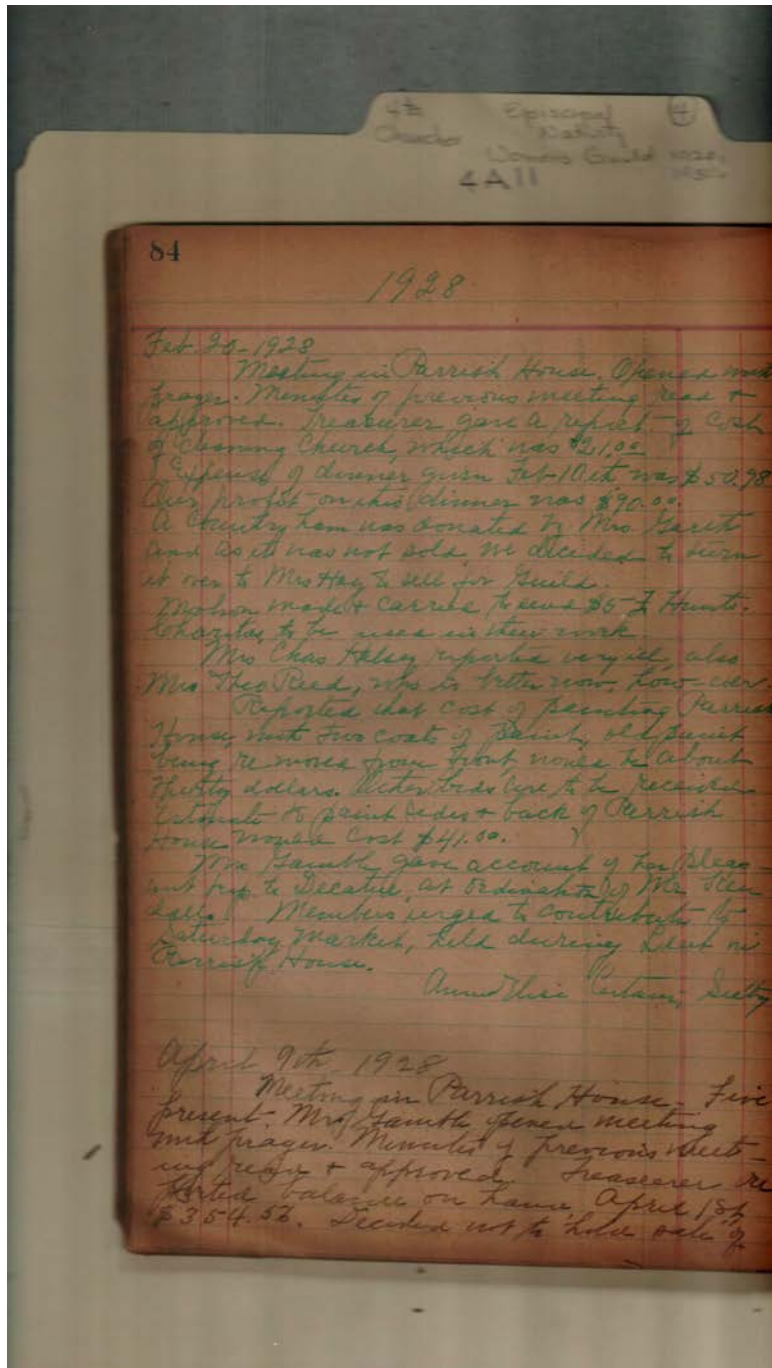 4th Episcopal 4
Nativity
Womens Guild
4A11
84
1928
Feb-20-1928
Meeting in Parrish House. Opened with
prayer. Minutes of previous meeting read &
approved. Treasurer gave a report of cost
of cleaning Church, which was $21.00
Expense of dinner given Feb-10th was $50.98
Our profit on this dinner was $90.00.
A Country ham was donated by Mrs.
and as it was not sold, we decided to turn
it over to Mrs Hay to sell for Guild.
Motion made & carried to send $5- to Hunts.
Charities, to be used in their work
Mrs Chas Halsey reported very ill, also
Mrs Theo Reed, who is better now, how-ever.
Reported that cost of painting Parrish
House, with two coats of paint, old paint
being removed from front, would be about
thirty dollars. Other bids are to be received
Estimate to paint sides & back of Parrish
House would cost $41.00.
Mrs Gamble gave account of her pleas-
ant trip to Decatur, at ordination of Mr.
Members urged to contribute to
Saturday Market, held during Lent in
Parrish House.
Anne Elise Certain, Sectty
April 9th 1928
Meeting in Parrish House - Five
present. Mrs Gamble opened meeting
with prayer. Minutes of previous meet-
ing read & approved. Treasurer re
ported balance on hand, April 1st,
$354.56. Decided not to hold sale of